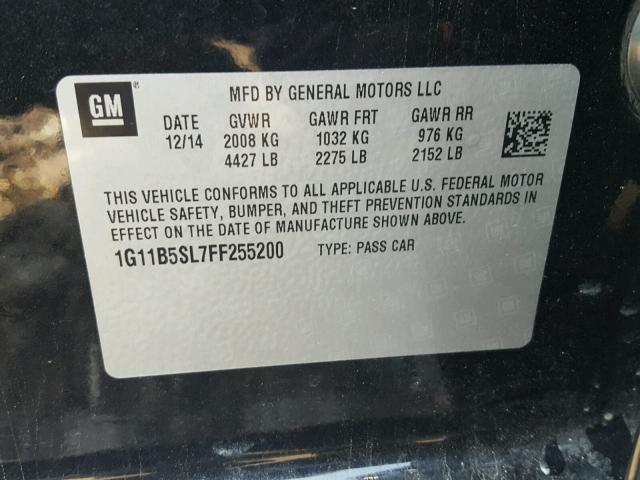 GM
MFD BY GENERAL MOTORS LLC
DATE GVWR GAWR FRT GAWR RR
12/14 2008 KG 1032 KG 976 KG
4427 LB 2275 LB 2152 LB
THIS VEHICLE CONFORMS TO ALL APPLICABLE U.S. FEDERAL MOTOR
VEHICLE SAFETY, BUMPER, AND THEFT PREVENTION STANDARDS IN
EFFECT ON THE DATE OF MANUFACTURE SHOWN ABOVE.
1G11B5SL7FF255200 TYPE: PASS CAR